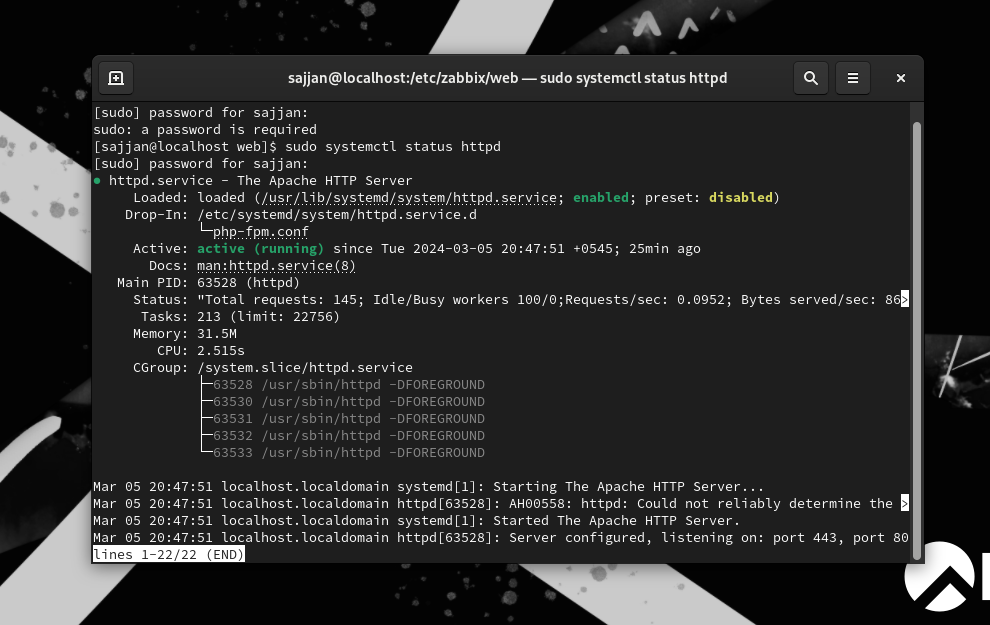 sajjan@localhost:/etc/zabbix/web — sudo systemctl status httpd
[sudo] password for sajjan:
sudo: a password is required
[sajjan@localhost web]$ sudo systemctl status httpd
[sudo] password for sajjan:
● httpd.service - The Apache HTTP Server
     Loaded: loaded (/usr/lib/systemd/system/httpd.service; enabled; preset: disabled)
    Drop-In: /etc/systemd/system/httpd.service.d
             └─php-fpm.conf
     Active: active (running) since Tue 2024-03-05 20:47:51 +0545; 25min ago
       Docs: man:httpd.service(8)
   Main PID: 63528 (httpd)
     Status: "Total requests: 145; Idle/Busy workers 100/0;Requests/sec: 0.0952; Bytes served/sec: 86>
      Tasks: 213 (limit: 22756)
     Memory: 31.5M
        CPU: 2.515s
     CGroup: /system.slice/httpd.service
             ├─63528 /usr/sbin/httpd -DFOREGROUND
             ├─63530 /usr/sbin/httpd -DFOREGROUND
             ├─63531 /usr/sbin/httpd -DFOREGROUND
             ├─63532 /usr/sbin/httpd -DFOREGROUND
             └─63533 /usr/sbin/httpd -DFOREGROUND
Mar 05 20:47:51 localhost.localdomain systemd[1]: Starting The Apache HTTP Server...
Mar 05 20:47:51 localhost.localdomain httpd[63528]: AH00558: httpd: Could not reliably determine the >
Mar 05 20:47:51 localhost.localdomain systemd[1]: Started The Apache HTTP Server.
Mar 05 20:47:51 localhost.localdomain httpd[63528]: Server configured, listening on: port 443, port 80
lines 1-22/22 (END)